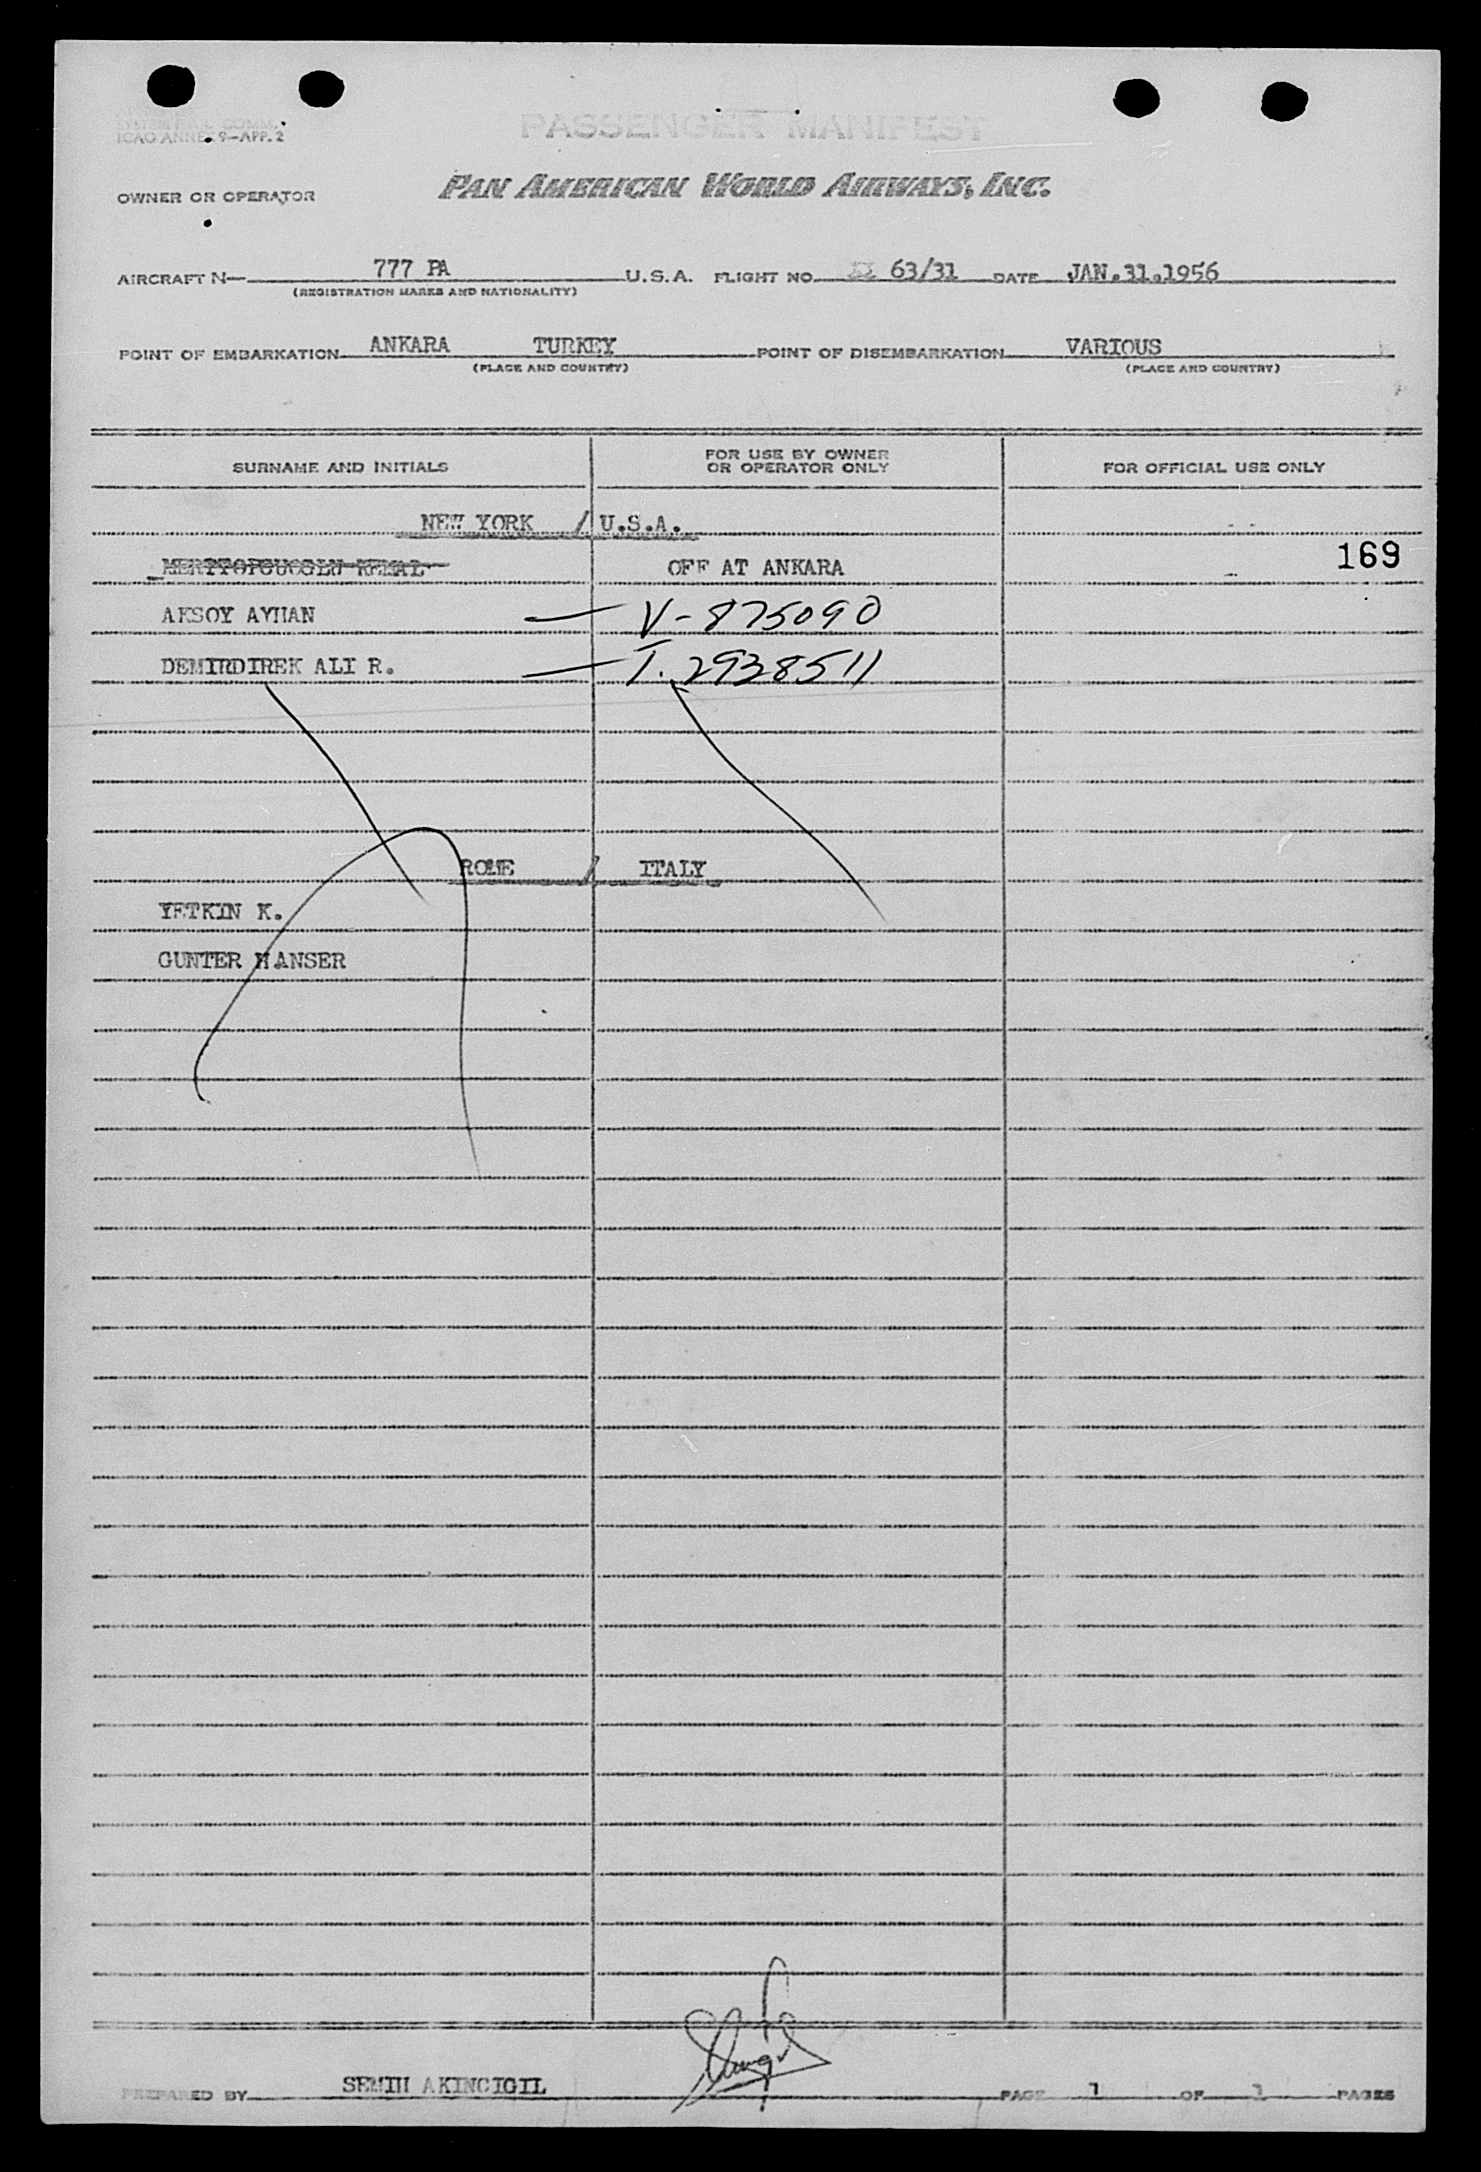 SYSTEM FORM COMM.
ICAO ANNEX 9—APP. 2
PASSENGER MANIFEST
OWNER OR OPERATOR
PAN AMERICAN WORLD AIRWAYS, INC.
AIRCRAFT N— 777 PA U.S.A. FLIGHT NO. 63/31 DATE JAN.31.1956
(REGISTRATION MARKS AND NATIONALITY)
POINT OF EMBARKATION ANKARA TURKEY POINT OF DISEMBARKATION VARIOUS
(PLACE AND COUNTRY) (PLACE AND COUNTRY)
SURNAME AND INITIALS FOR USE BY OWNER OR OPERATOR ONLY FOR OFFICIAL USE ONLY
NEW YORK / U.S.A.
KEMAL OFF AT ANKARA 169
AKSOY AYHAN — V-875090
DEMIRDIREK ALI R. — T. 2938511
ROME / ITALY
YETKIN K.
GUNTER HANSER
PREPARED BY SEMIH AKINCIGIL PAGE 1 OF 1 PAGES